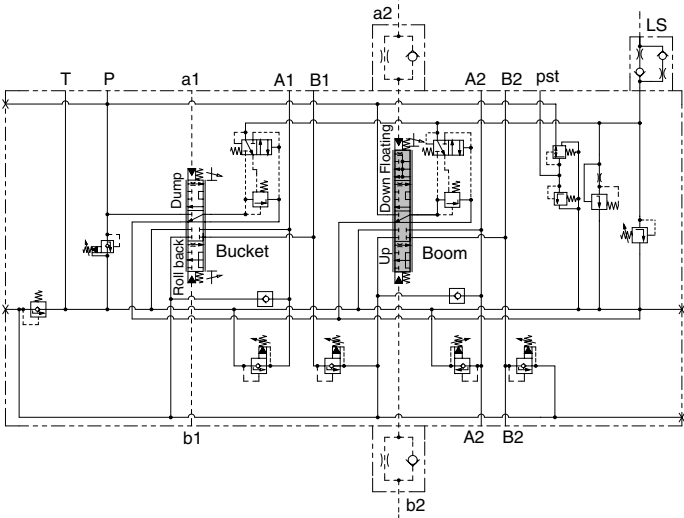 a2
LS
T P a1 A1 B1 A2 B2 pst
Dump
Down Floating
Roll back
Bucket
Up
Boom
b1
A2 B2
b2